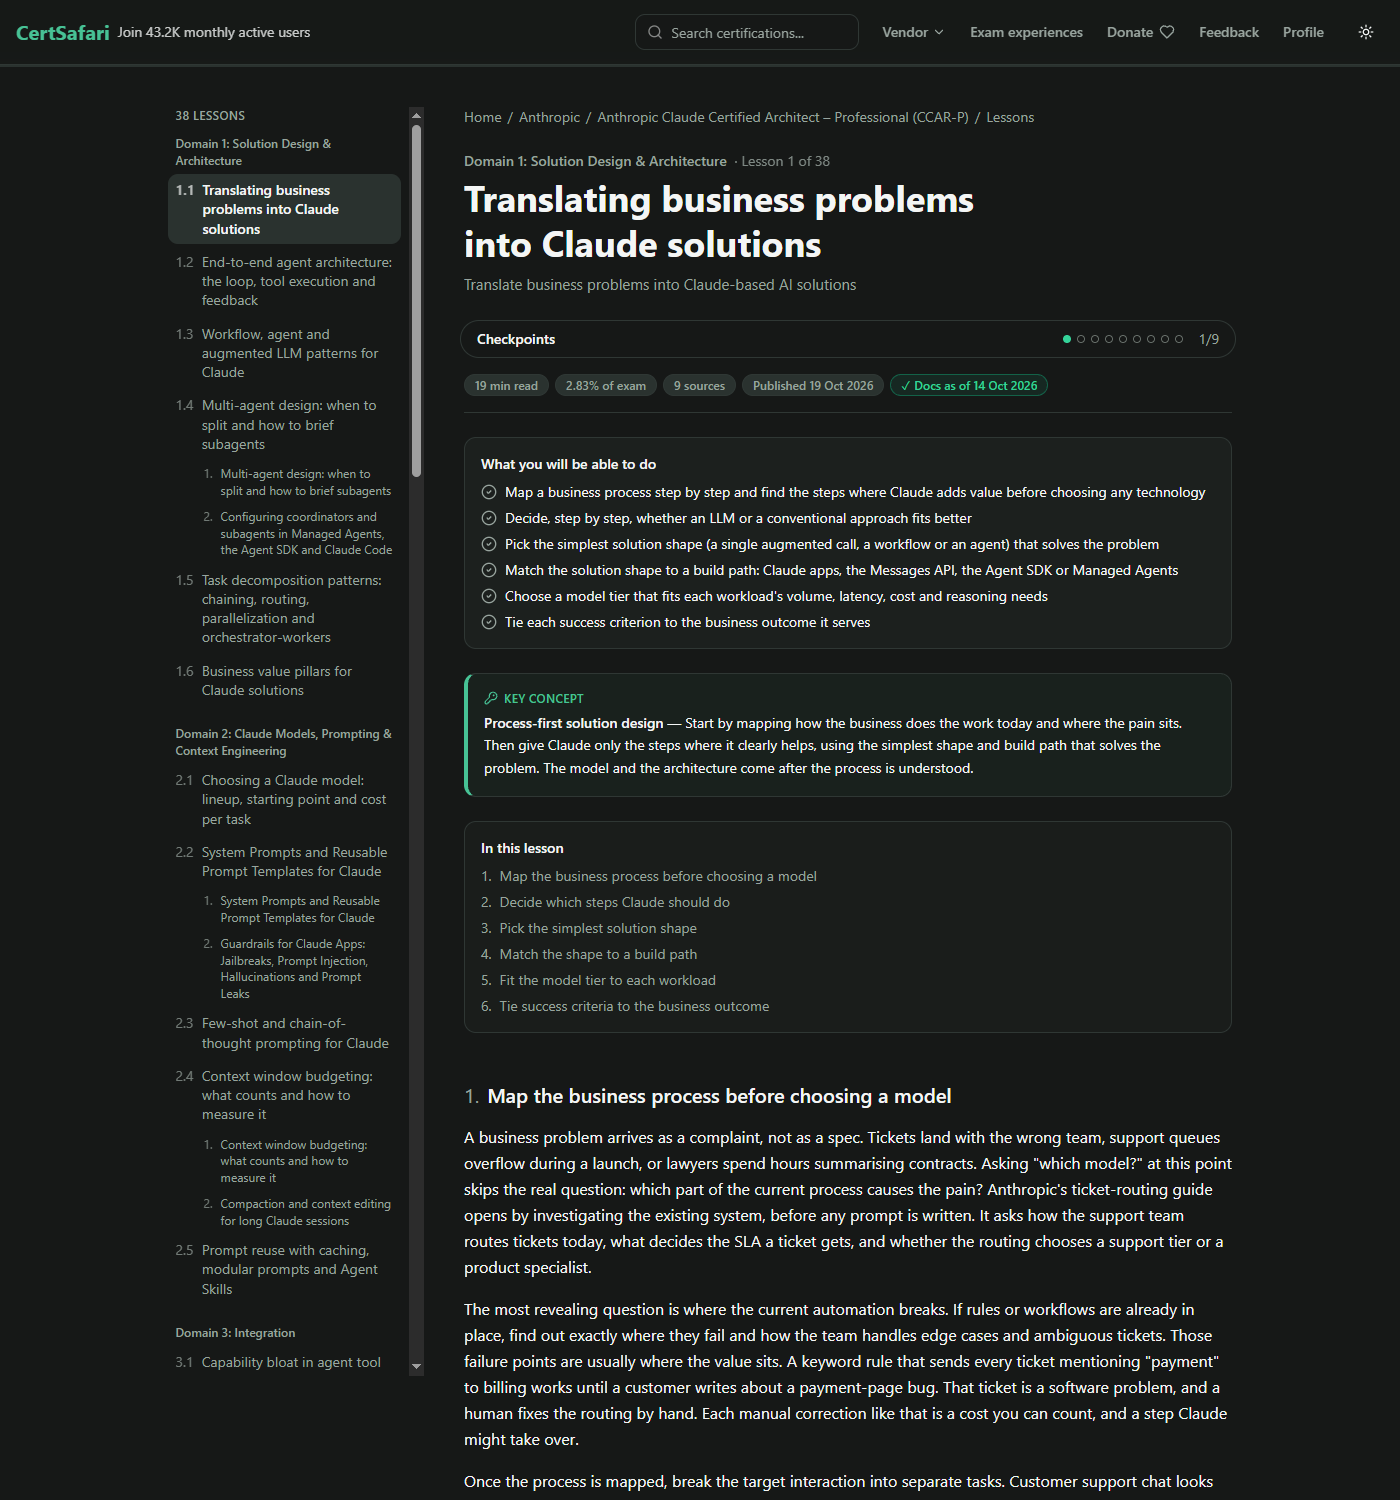 CertSafari Join 43.2K monthly active users
Search certifications...
Vendor
Exam experiences
Donate
Feedback
Profile
38 LESSONS
Domain 1: Solution Design &
Architecture
1.1 Translating business
problems into Claude
solutions
1.2 End-to-end agent architecture:
the loop, tool execution and
feedback
1.3 Workflow, agent and
augmented LLM patterns for
Claude
1.4 Multi-agent design: when to
split and how to brief
subagents
1. Multi-agent design: when to
split and how to brief subagents
2. Configuring coordinators and
subagents in Managed Agents,
the Agent SDK and Claude Code
1.5 Task decomposition patterns:
chaining, routing,
parallelization and
orchestrator-workers
1.6 Business value pillars for
Claude solutions
Domain 2: Claude Models, Prompting &
Context Engineering
2.1 Choosing a Claude model:
lineup, starting point and cost
per task
2.2 System Prompts and Reusable
Prompt Templates for Claude
1. System Prompts and Reusable
Prompt Templates for Claude
2. Guardrails for Claude Apps:
Jailbreaks, Prompt Injection,
Hallucinations and Prompt
Leaks
2.3 Few-shot and chain-of-
thought prompting for Claude
2.4 Context window budgeting:
what counts and how to
measure it
1. Context window budgeting:
what counts and how to
measure it
2. Compaction and context editing
for long Claude sessions
2.5 Prompt reuse with caching,
modular prompts and Agent
Skills
Domain 3: Integration
3.1 Capability bloat in agent tool
Home / Anthropic / Anthropic Claude Certified Architect – Professional (CCAR-P) / Lessons
Domain 1: Solution Design & Architecture · Lesson 1 of 38
Translating business problems
into Claude solutions
Translate business problems into Claude-based AI solutions
Checkpoints
1/9
19 min read
2.83% of exam
9 sources
Published 19 Oct 2026
✓ Docs as of 14 Oct 2026
What you will be able to do
Map a business process step by step and find the steps where Claude adds value before choosing any technology
Decide, step by step, whether an LLM or a conventional approach fits better
Pick the simplest solution shape (a single augmented call, a workflow or an agent) that solves the problem
Match the solution shape to a build path: Claude apps, the Messages API, the Agent SDK or Managed Agents
Choose a model tier that fits each workload's volume, latency, cost and reasoning needs
Tie each success criterion to the business outcome it serves
KEY CONCEPT
Process-first solution design — Start by mapping how the business does the work today and where the pain sits.
Then give Claude only the steps where it clearly helps, using the simplest shape and build path that solves the
problem. The model and the architecture come after the process is understood.
In this lesson
1. Map the business process before choosing a model
2. Decide which steps Claude should do
3. Pick the simplest solution shape
4. Match the shape to a build path
5. Fit the model tier to each workload
6. Tie success criteria to the business outcome
1. Map the business process before choosing a model
A business problem arrives as a complaint, not as a spec. Tickets land with the wrong team, support queues
overflow during a launch, or lawyers spend hours summarising contracts. Asking "which model?" at this point
skips the real question: which part of the current process causes the pain? Anthropic's ticket-routing guide
opens by investigating the existing system, before any prompt is written. It asks how the support team
routes tickets today, what decides the SLA a ticket gets, and whether the routing chooses a support tier or a
product specialist.
The most revealing question is where the current automation breaks. If rules or workflows are already in
place, find out exactly where they fail and how the team handles edge cases and ambiguous tickets. Those
failure points are usually where the value sits. A keyword rule that sends every ticket mentioning "payment"
to billing works until a customer writes about a payment-page bug. That ticket is a software problem, and a
human fixes the routing by hand. Each manual correction like that is a cost you can count, and a step Claude
might take over.
Once the process is mapped, break the target interaction into separate tasks. Customer support chat looks